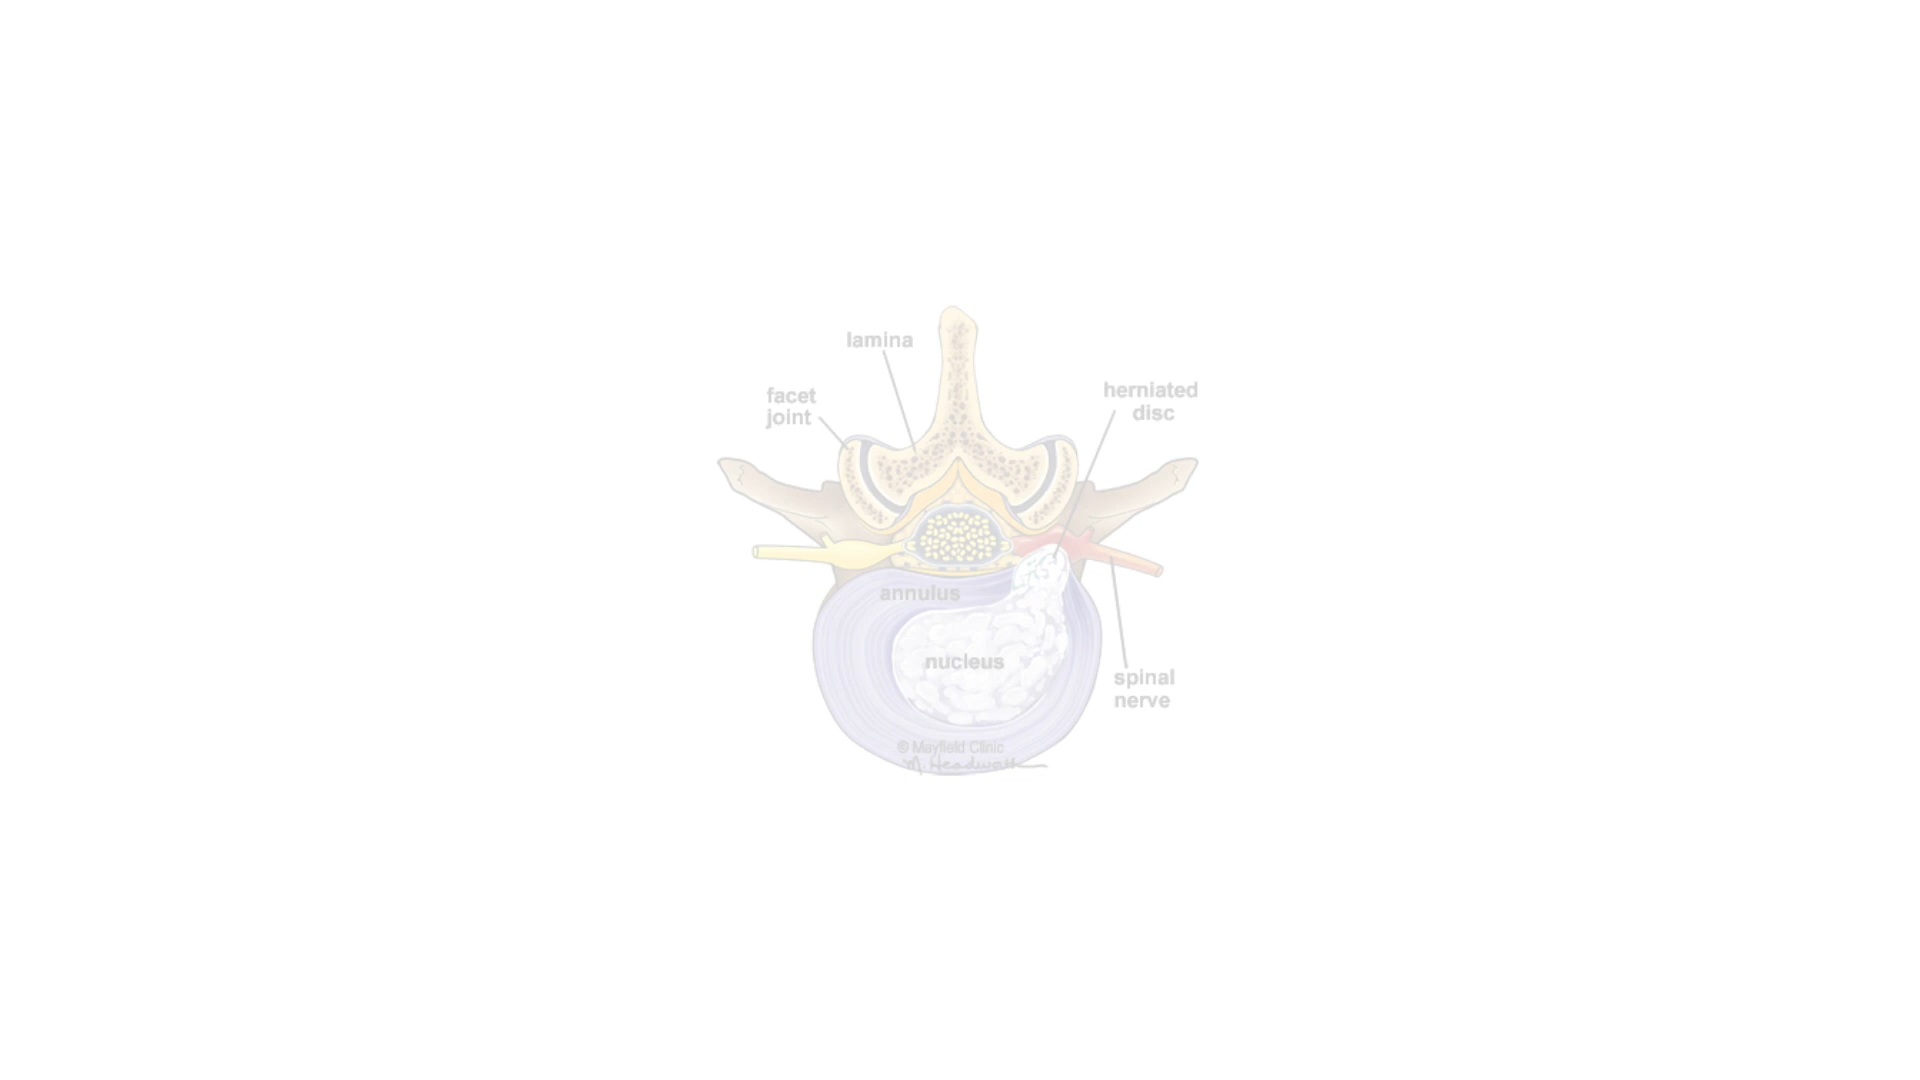 lamina
facet
joint
herniated
disc
annulus
nucleus
spinal
nerve
© Mayfield Clinic